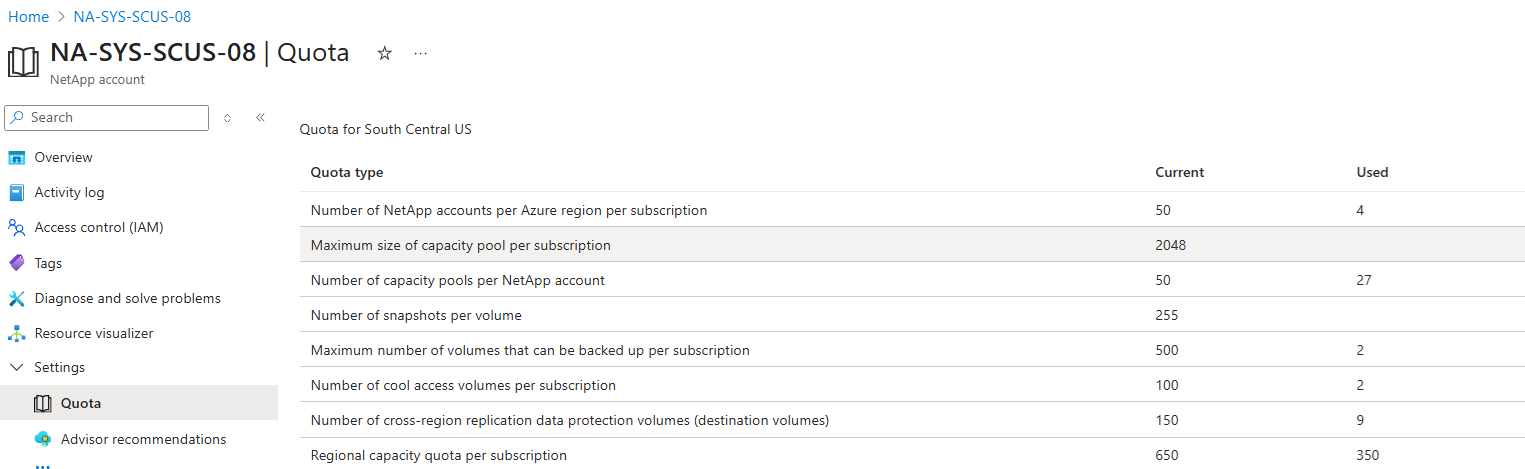 Home > NA-SYS-SCUS-08
NA-SYS-SCUS-08 | Quota
NetApp account
Search
Overview
Activity log
Access control (IAM)
Tags
Diagnose and solve problems
Resource visualizer
Settings
Quota
Advisor recommendations
Quota for South Central US
Quota type Current Used
Number of NetApp accounts per Azure region per subscription 50 4
Maximum size of capacity pool per subscription 2048
Number of capacity pools per NetApp account 50 27
Number of snapshots per volume 255
Maximum number of volumes that can be backed up per subscription 500 2
Number of cool access volumes per subscription 100 2
Number of cross-region replication data protection volumes (destination volumes) 150 9
Regional capacity quota per subscription 650 350